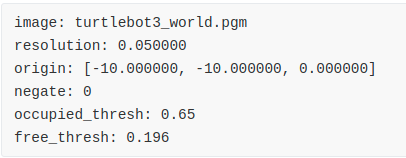 image: turtlebot3_world.pgm
resolution: 0.050000
origin: [-10.000000, -10.000000, 0.000000]
negate: 0
occupied_thresh: 0.65
free_thresh: 0.196